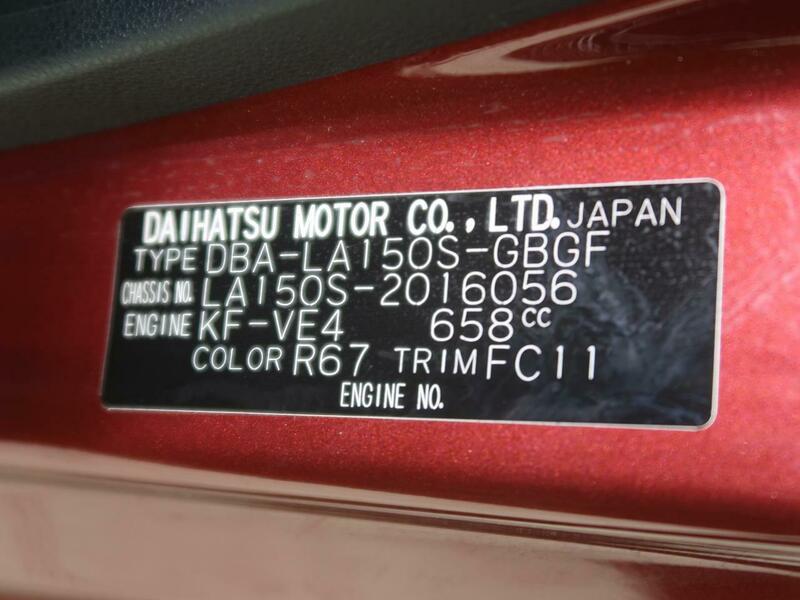 DAIHATSU MOTOR CO., LTD. JAPAN
TYPE DBA-LA150S-GBGF
CHASSIS NO. LA150S-2016056
ENGINE KF-VE4 658cc
COLOR R67 TRIM FC11
ENGINE NO.